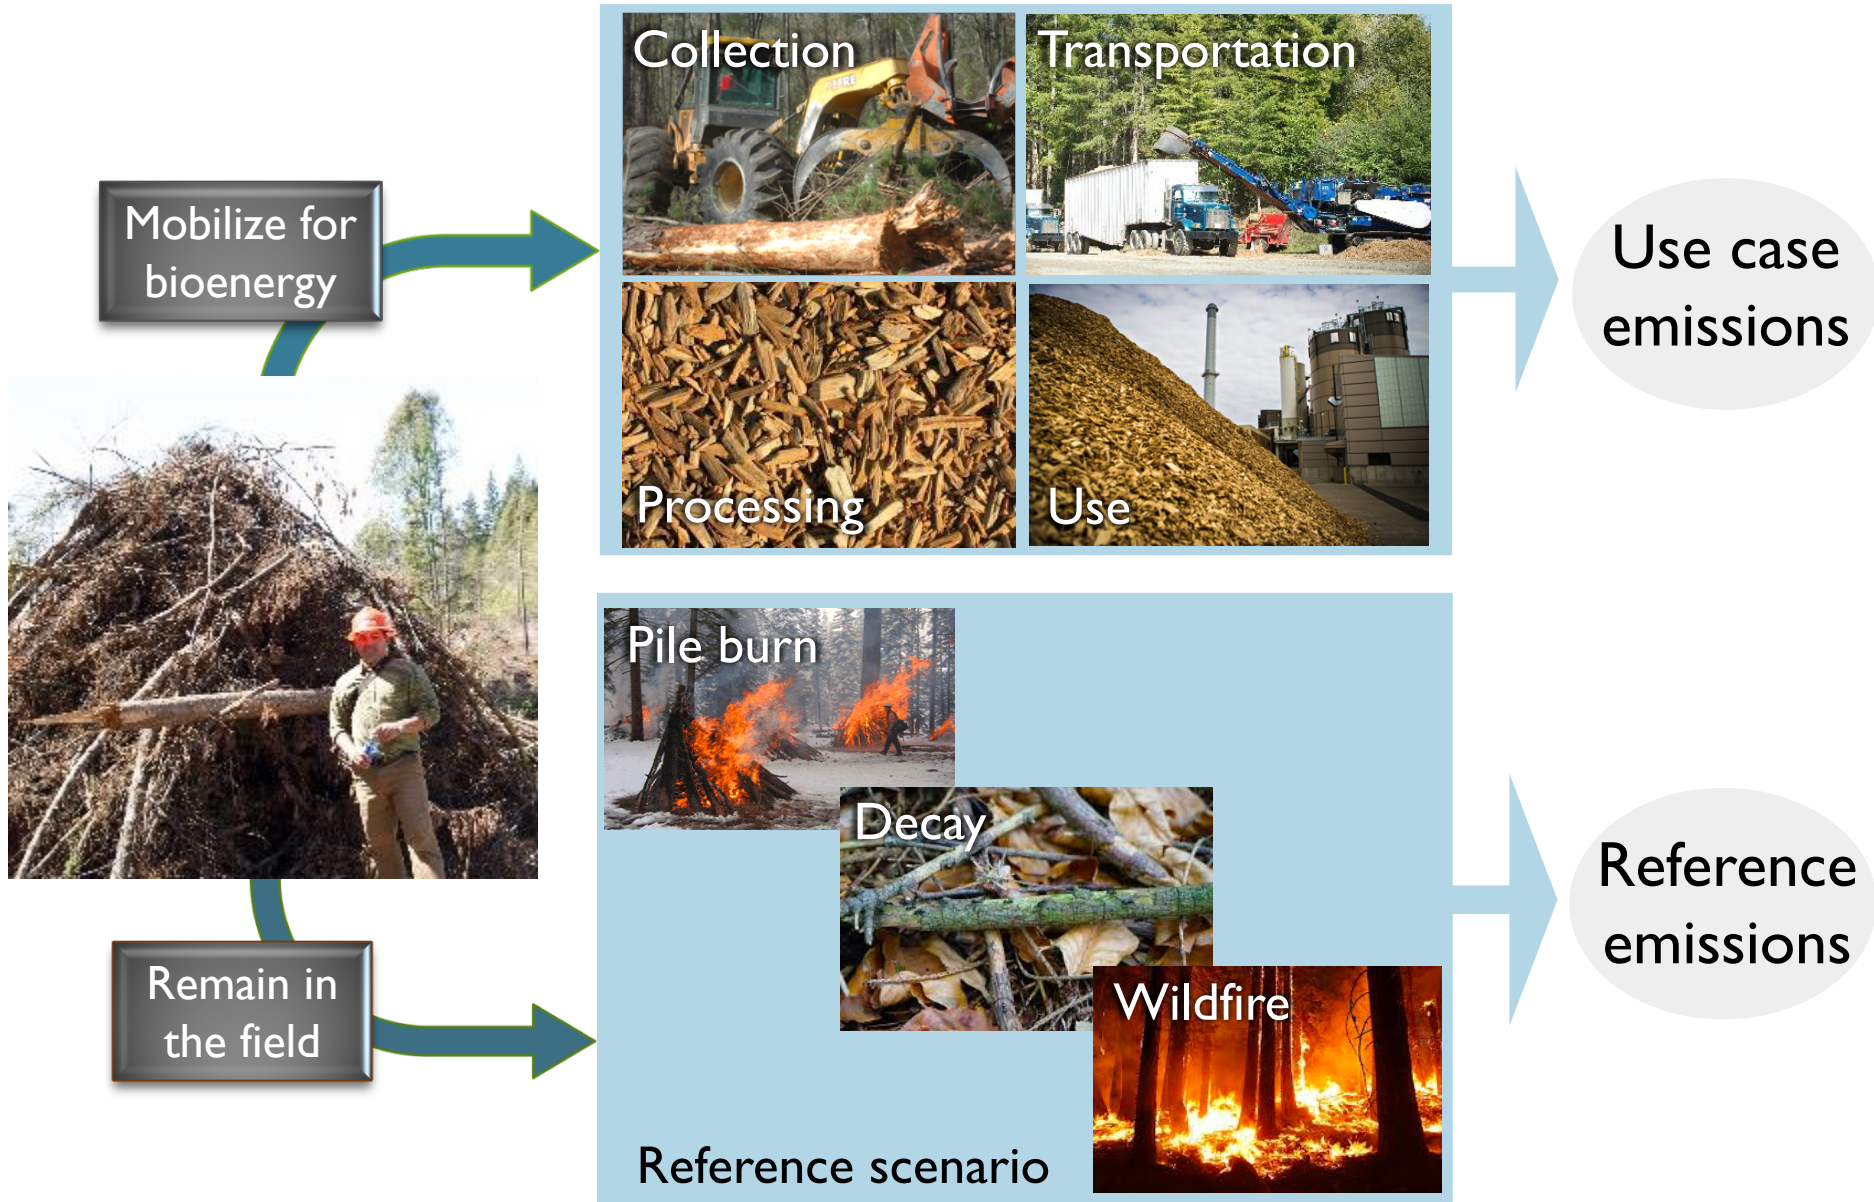 Collection
Transportation
Mobilize for
bioenergy
Processing
Use
Use case
emissions
Pile burn
Decay
Wildfire
Remain in
the field
Reference scenario
Reference
emissions